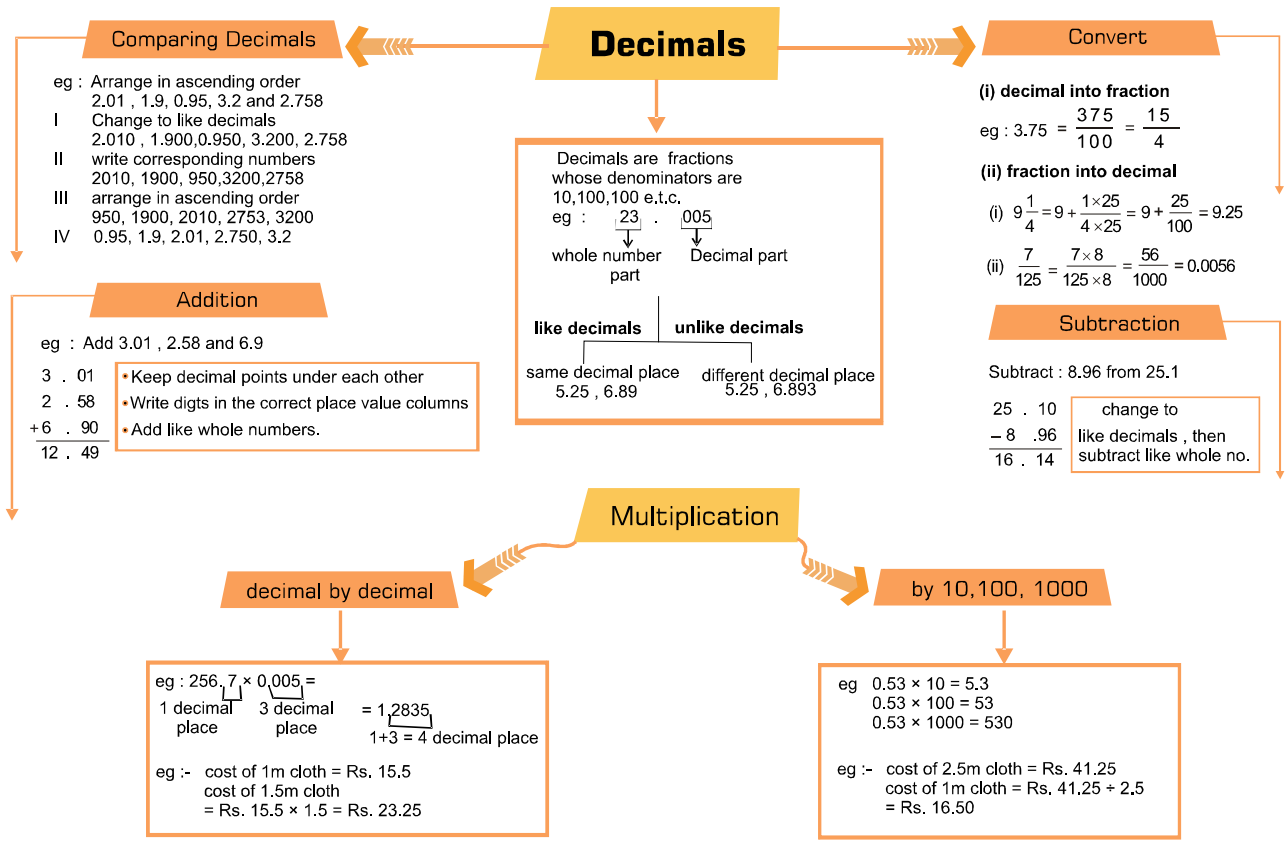 Decimals
Comparing Decimals
eg : Arrange in ascending order
2.01 , 1.9, 0.95, 3.2 and 2.758
I Change to like decimals
2.010 , 1.900,0.950, 3.200, 2.758
II write corresponding numbers
2010, 1900, 950,3200,2758
III arrange in ascending order
950, 1900, 2010, 2753, 3200
IV 0.95, 1.9, 2.01, 2.750, 3.2
Addition
eg : Add 3.01 , 2.58 and 6.9
3 . 01
2 . 58
+6 . 90
12 . 49
•Keep decimal points under each other
•Write digts in the correct place value columns
•Add like whole numbers.
Decimals are fractions
whose denominators are
10,100,100 e.t.c.
eg : 23 . 005
whole number
part
Decimal part
like decimals
unlike decimals
same decimal place
5.25 , 6.89
different decimal place
5.25 , 6.893
Convert
(i) decimal into fraction
eg : 3.75 = 375/100 = 15/4
(ii) fraction into decimal
(i) 9 1/4 = 9 + 1×25/4×25 = 9 + 25/100 = 9.25
(ii) 7/125 = 7×8/125×8 = 56/1000 = 0.0056
Subtraction
Subtract : 8.96 from 25.1
25 . 10
– 8 .96
16 . 14
change to
like decimals , then
subtract like whole no.
Multiplication
decimal by decimal
eg : 256.7 × 0.005 =
1 decimal
place
3 decimal
place
= 1.2835
1+3 = 4 decimal place
eg :- cost of 1m cloth = Rs. 15.5
cost of 1.5m cloth
= Rs. 15.5 × 1.5 = Rs. 23.25
by 10,100, 1000
eg 0.53 × 10 = 5.3
0.53 × 100 = 53
0.53 × 1000 = 530
eg :- cost of 2.5m cloth = Rs. 41.25
cost of 1m cloth = Rs. 41.25 ÷ 2.5
= Rs. 16.50